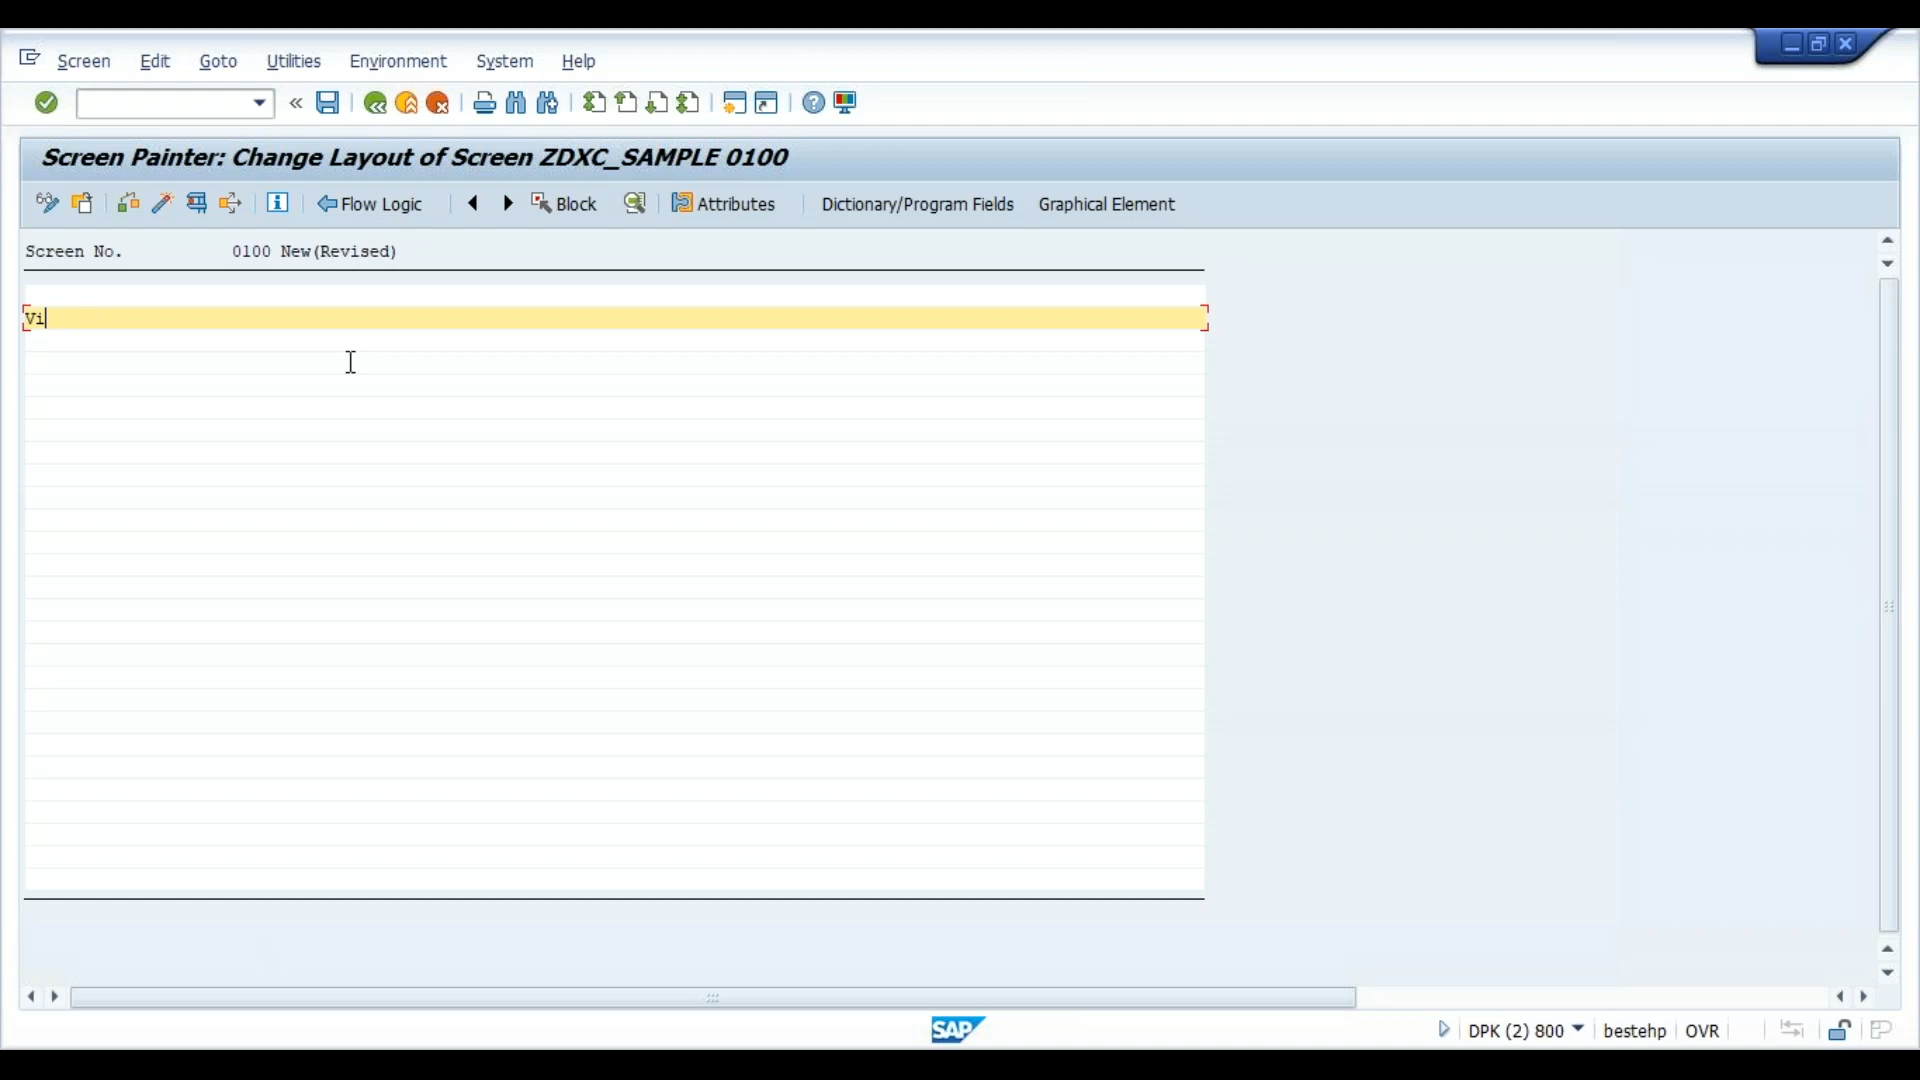 Screen Edit Goto Utilities Environment System Help
Screen Painter: Change Layout of Screen ZDXC_SAMPLE 0100
Flow Logic Block Attributes Dictionary/Program Fields Graphical Element
Screen No. 0100 New(Revised)
Vi
SAP DPK (2) 800 bestehp OVR